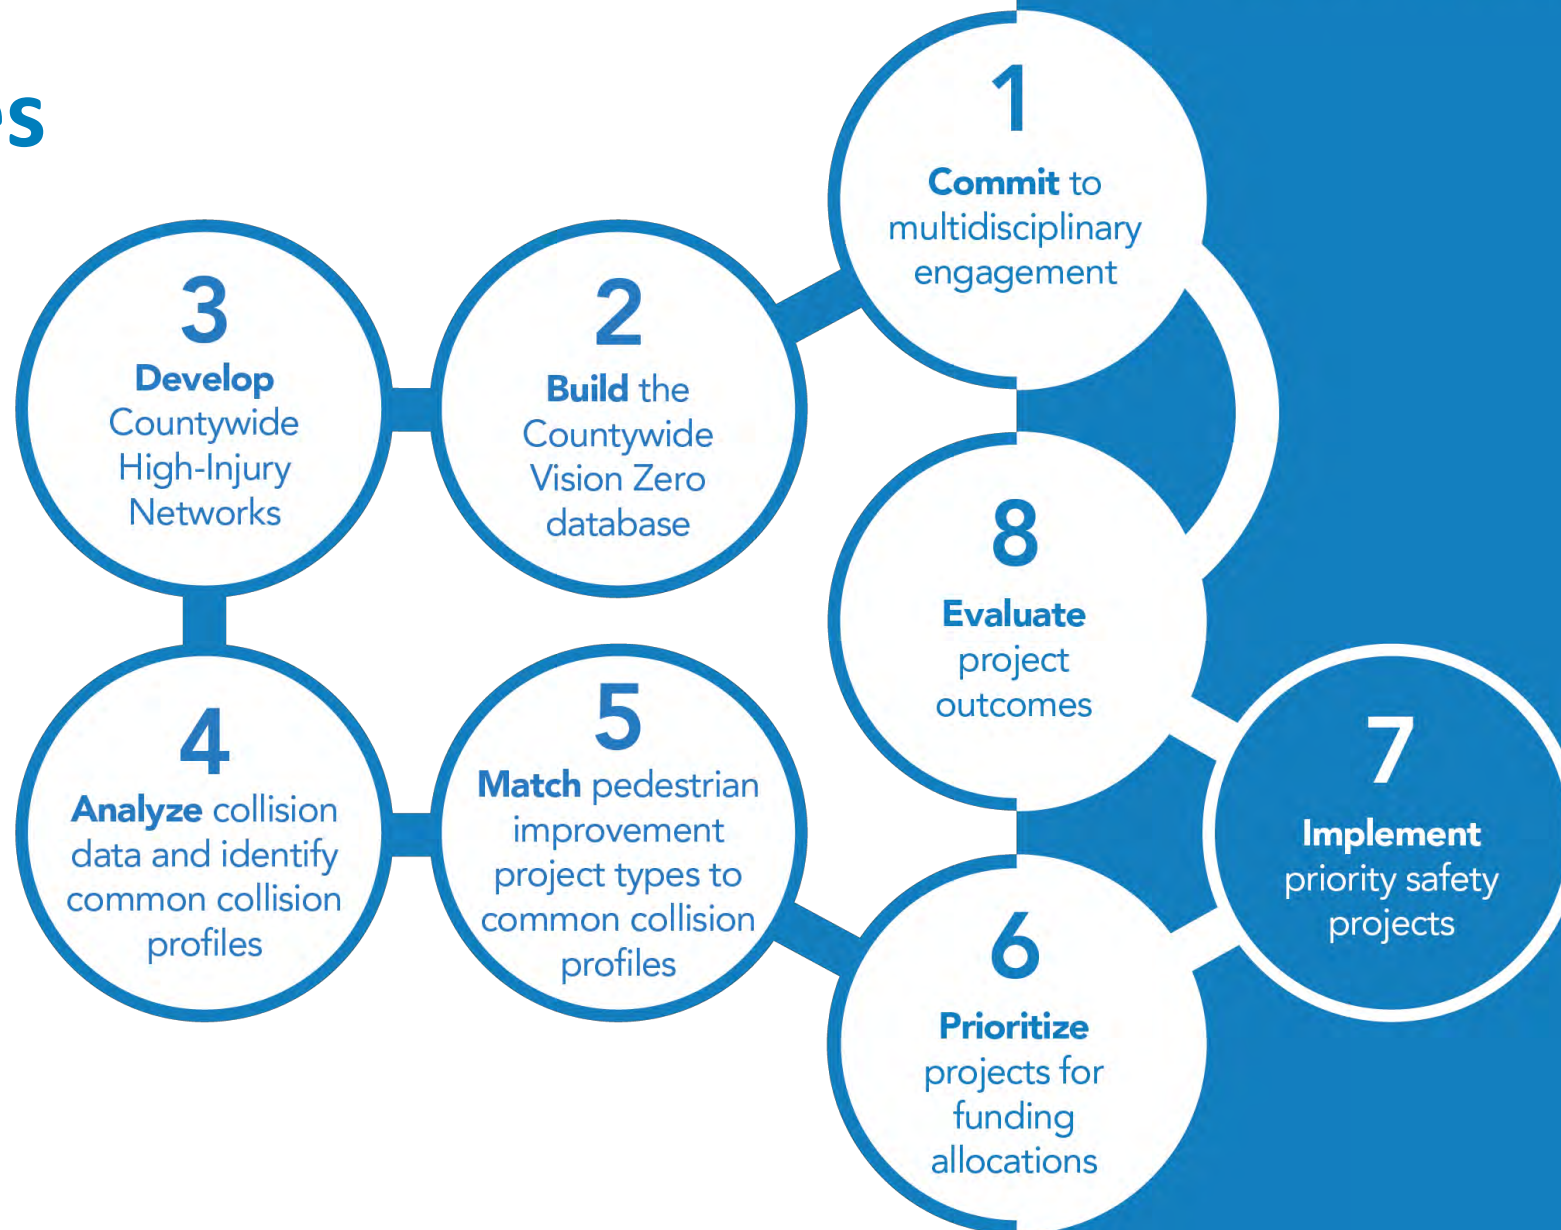 es
1
Commit to
multidisciplinary
engagement
2
Build the
Countywide
Vision Zero
database
3
Develop
Countywide
High-Injury
Networks
4
Analyze collision
data and identify
common collision
profiles
5
Match pedestrian
improvement
project types to
common collision
profiles
6
Prioritize
projects for
funding
allocations
7
Implement
priority safety
projects
8
Evaluate
project
outcomes